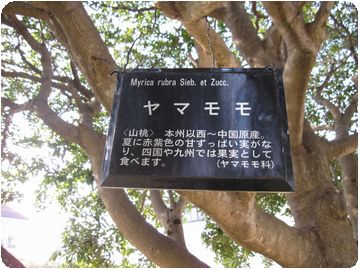 Myrica rubra Sieb. et Zucc.
ヤマモモ
〈山桃〉 本州以西〜中国原産。
夏に赤紫色の甘ずっぱい実がな
り、四国や九州では果実として
食べます。 (ヤマモモ科)